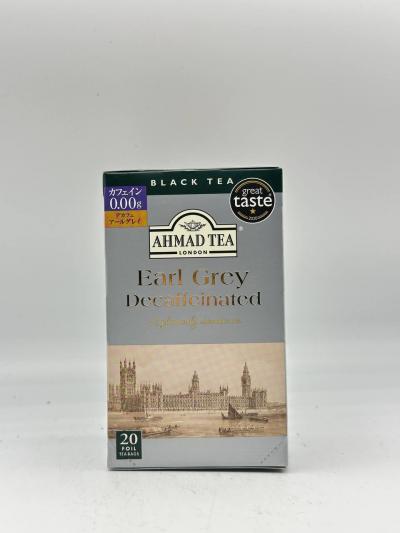 BLACK TEA
カフェイン
0.00g
デカフェ
アールグレイ
great
taste
AHMAD TEA
LONDON
Earl Grey
Decaffeinated
20
FOIL
TEA BAGS